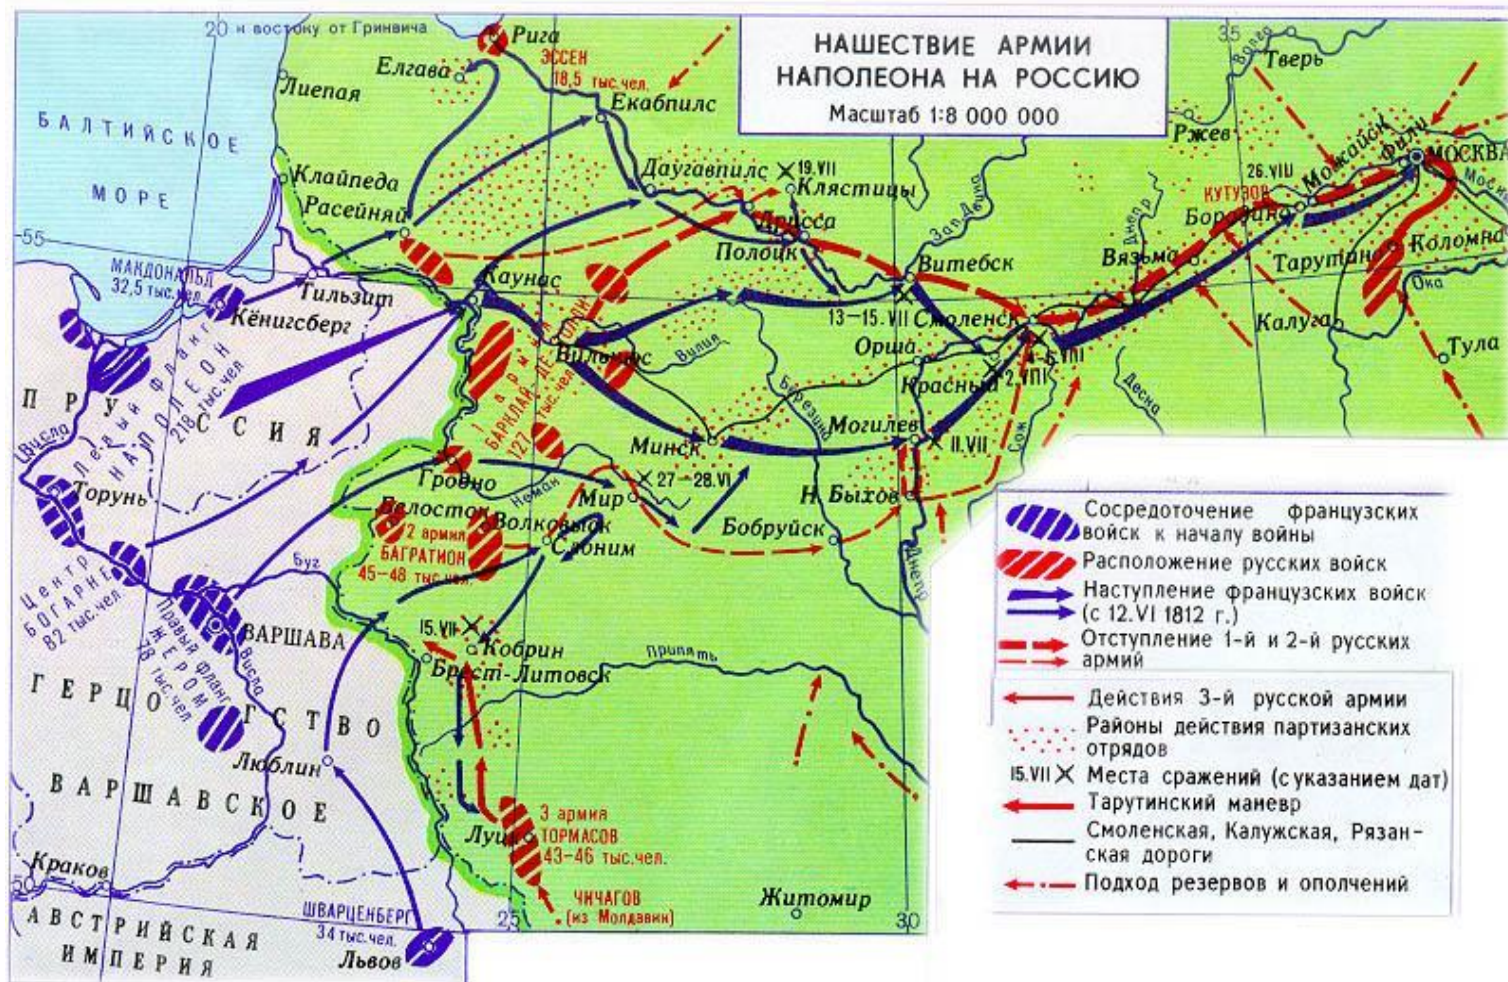 20 к востоку от Гринвича
НАШЕСТВИЕ АРМИИ
НАПОЛЕОНА НА РОССИЮ
Масштаб 1:8 000 000
35
Волга
Тверь
Рига
ЭССЕН
18,5 тыс.чел.
Елгава
Лиепая
Екабпилс
Ржев
БАЛТИЙСКОЕ
МОРЕ
Клайпеда
Расейняй
Даугавпилс
19.VII
Клястицы
Дрисса
Полоцк
Зап.Двина
Днепр
26.VIII
КУТУЗОВ
Бородино
Можайск
Фили
МОСКВА
Моск
55
МАКДОНАЛЬД
32,5 тыс.чел.
Тильзит
Кёнигсберг
Каунас
Витебск
Вязьма
Тарутино
Коломна
Ока
13–15.VII
Смоленск
4–6.VIII
Калуга
Тула
Вильнюс
Вилия
Орша
Красный
2.VIII
Березина
Десна
Левый фланг
НАПОЛЕОН
218 тыс.чел
ПРУССИЯ
Висла
1 армия
БАРКЛАЙ-ДЕ-ТОЛЛИ
127 тыс.чел.
Минск
Могилев
11.VII
Сож
Торунь
Гродно
Неман
Мир
27–28.VI
Н.Быхов
Бобруйск
Днепр
Белосток
Волковыск
Слоним
2 армия
БАГРАТИОН
45–48 тыс.чел.
Буг
Центр
БОГАРНЕ
82 тыс.чел
Правый фланг
ЖЕРОМ
78 тыс.чел
ВАРШАВА
Висла
15.VII
Кобрин
Брест-Литовск
Припять
ГЕРЦОГСТВО
ВАРШАВСКОЕ
Люблин
Луцк
3 армия
ТОРМАСОВ
43–46 тыс.чел.
ЧИЧАГОВ
(из Молдавии)
Житомир
50
Краков
25
30
АВСТРИЙСКАЯ
ИМПЕРИЯ
ШВАРЦЕНБЕРГ
34 тыс.чел.
Львов
Сосредоточение французских
войск к началу войны
Расположение русских войск
Наступление французских войск
(с 12.VI 1812 г.)
Отступление 1-й и 2-й русских
армий
Действия 3-й русской армии
Районы действия партизанских
отрядов
15.VII Места сражений (с указанием дат)
Тарутинский маневр
Смоленская, Калужская, Рязан-
ская дороги
Подход резервов и ополчений